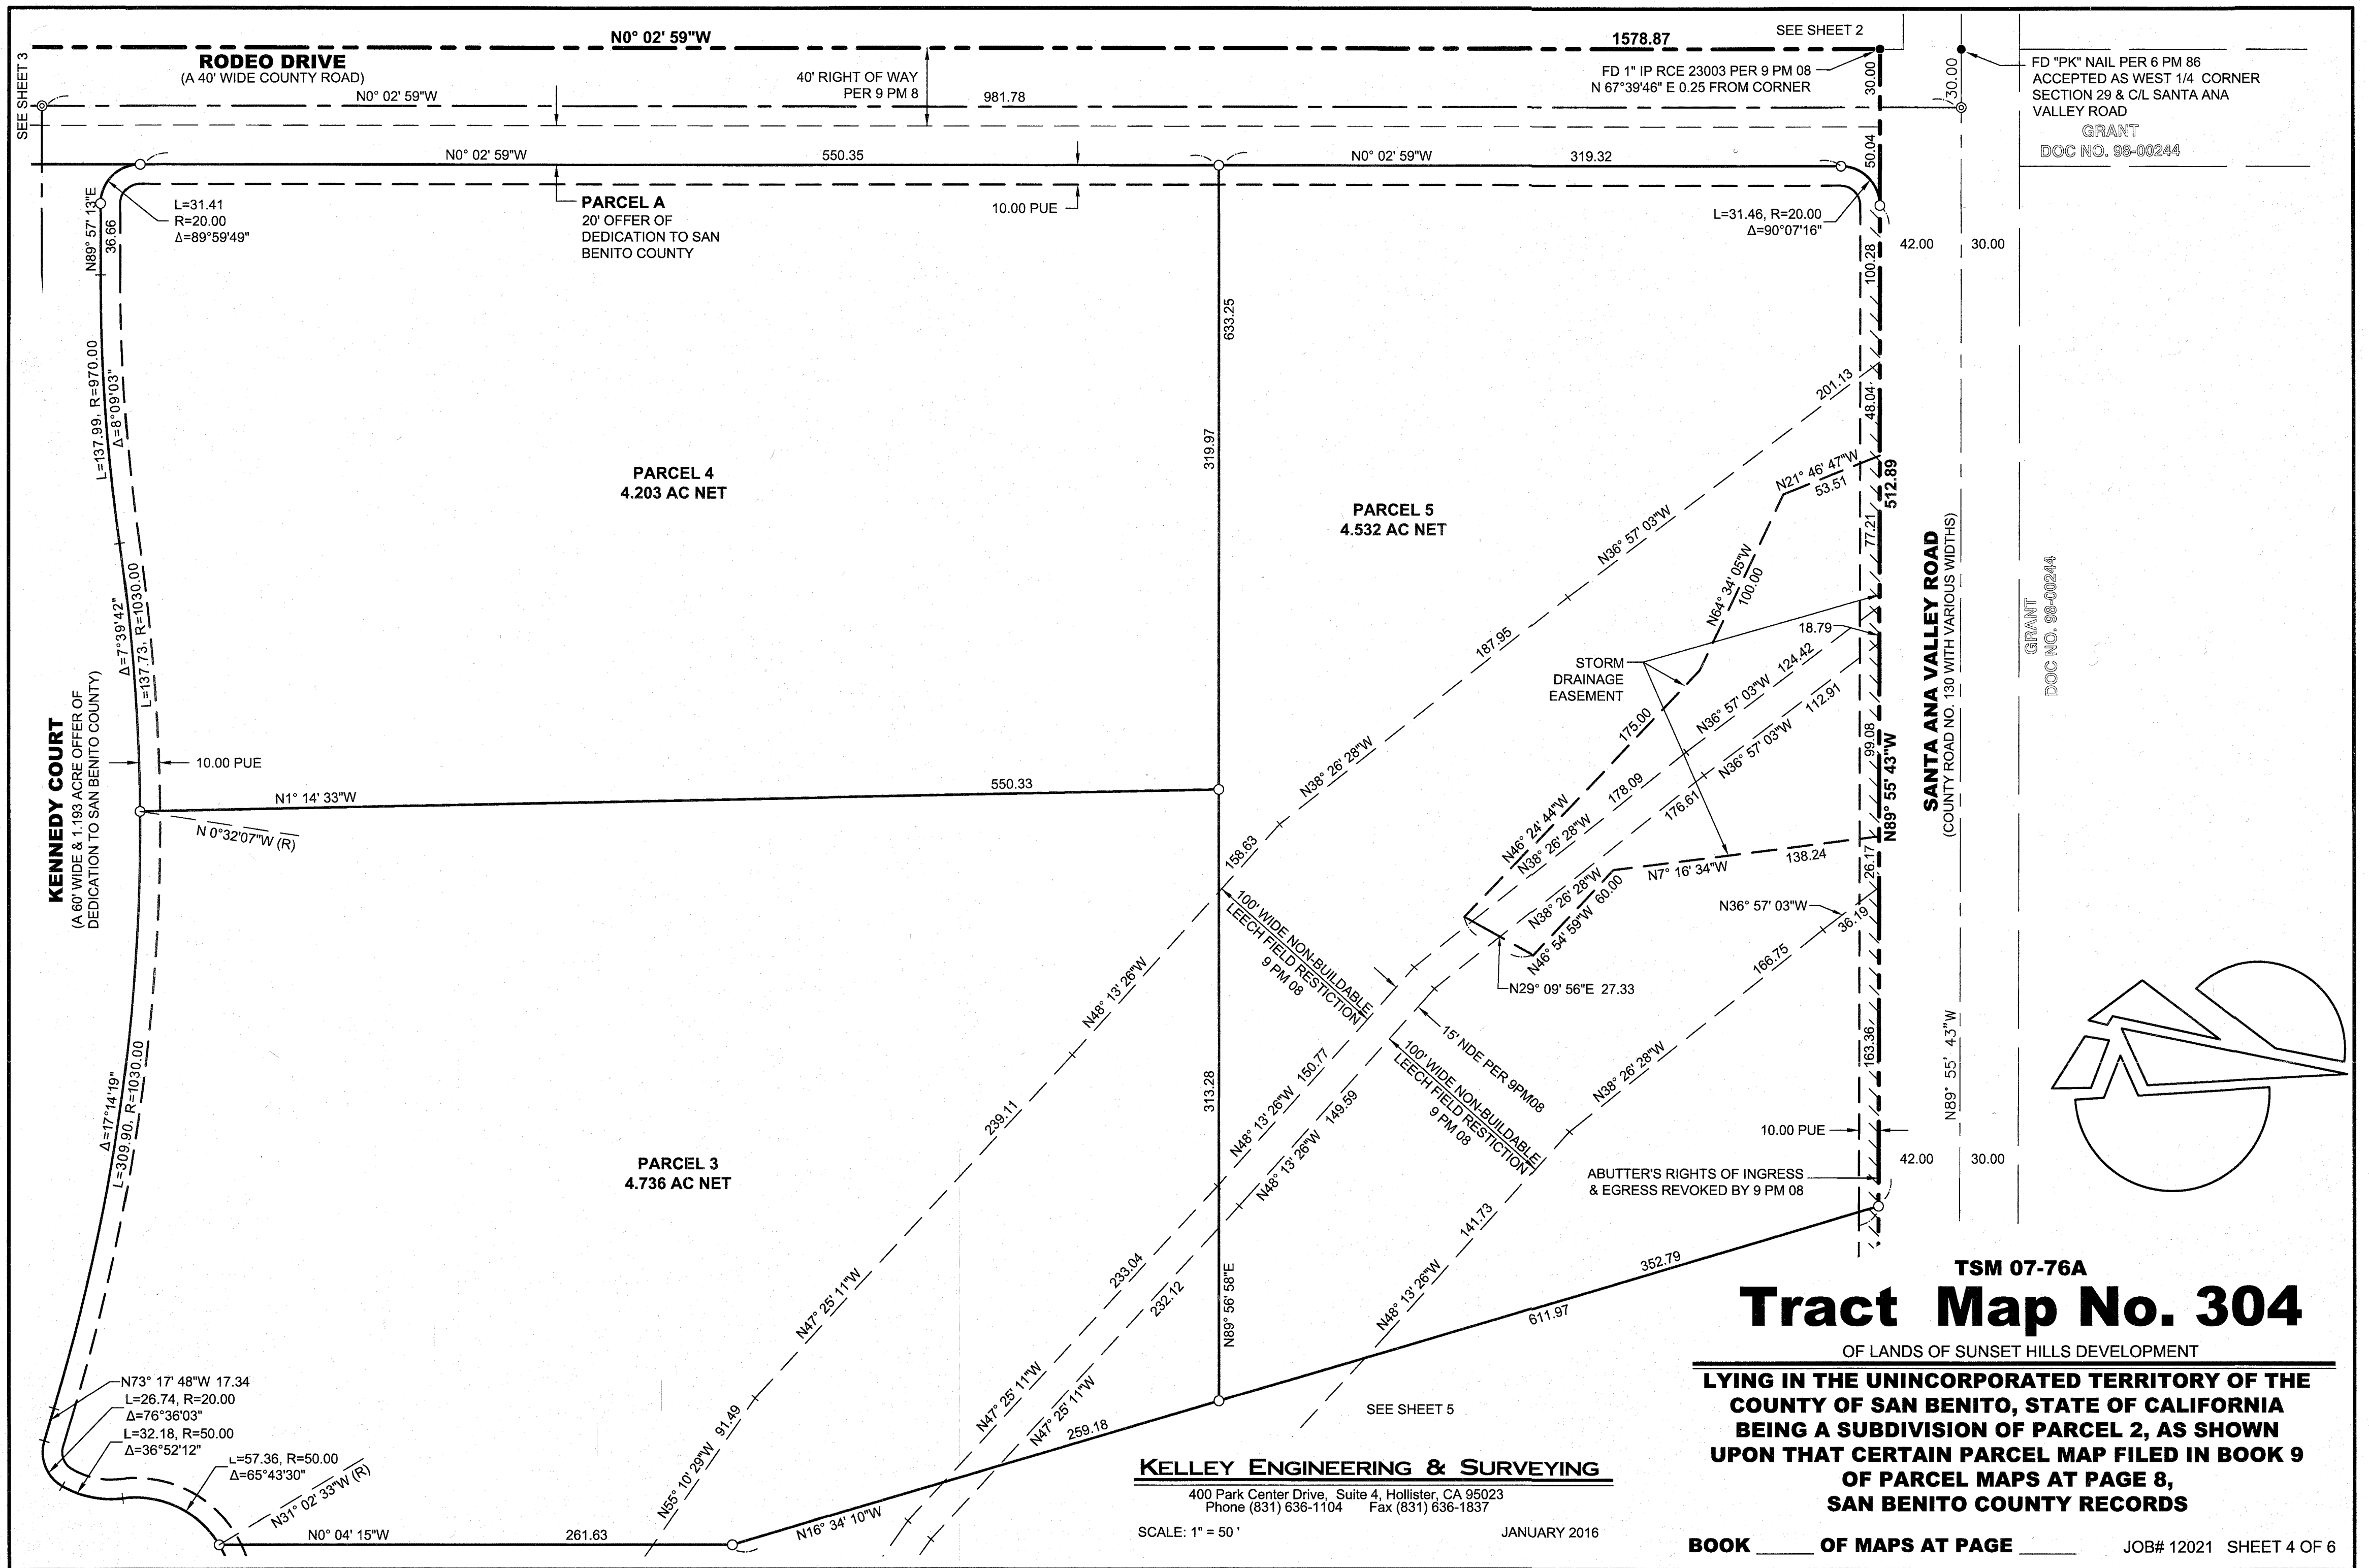 SEE SHEET 3
N0° 02' 59"W
1578.87
SEE SHEET 2
RODEO DRIVE
(A 40' WIDE COUNTY ROAD)
N0° 02' 59"W
40' RIGHT OF WAY
PER 9 PM 8
981.78
FD 1" IP RCE 23003 PER 9 PM 08
N 67°39'46" E 0.25 FROM CORNER
30.00
30.00
FD "PK" NAIL PER 6 PM 86
ACCEPTED AS WEST 1/4 CORNER
SECTION 29 & C/L SANTA ANA
VALLEY ROAD
GRANT
DOC NO. 98-00244
N0° 02' 59"W
550.35
N0° 02' 59"W
319.32
50.04
N89° 57' 13"E
36.66
L=31.41
R=20.00
Δ=89°59'49"
PARCEL A
20' OFFER OF
DEDICATION TO SAN
BENITO COUNTY
10.00 PUE
L=31.46, R=20.00
Δ=90°07'16"
42.00
30.00
100.28
633.25
L=137.99, R=970.00
Δ=8°09'03"
319.97
201.13
48.04
PARCEL 4
4.203 AC NET
PARCEL 5
4.532 AC NET
N21° 46' 47"W
53.51
512.89
N36° 57' 03"W
77.21
N64° 34' 05"W
100.00
SANTA ANA VALLEY ROAD
(COUNTY ROAD NO. 130 WITH VARIOUS WIDTHS)
GRANT
DOC NO. 98-00244
Δ=7°39'42"
L=137.73, R=1030.00
187.95
18.79
STORM
DRAINAGE
EASEMENT
124.42
N36° 57' 03"W
112.91
N36° 57' 03"W
175.00
99.08
N89° 55' 43"W
KENNEDY COURT
(A 60' WIDE & 1.193 ACRE OFFER OF
DEDICATION TO SAN BENITO COUNTY)
10.00 PUE
N1° 14' 33"W
550.33
N 0°32'07"W (R)
N38° 26' 28"W
178.09
176.61
N46° 24' 44"W
N38° 26' 28"W
158.63
N38° 26' 28"W
60.00
N46° 54' 59"W
N7° 16' 34"W
138.24
26.17
N36° 57' 03"W
36.19
100' WIDE NON-BUILDABLE
LEECH FIELD RESTICTION
9 PM 08
166.75
N29° 09' 56"E 27.33
N48° 13' 26"W
15' NDE PER 9PM08
100' WIDE NON-BUILDABLE
LEECH FIELD RESTICTION
9 PM 08
N38° 26' 28"W
163.36
N89° 55' 43"W
Δ=17°14'19"
L=309.90, R=1030.00
239.11
313.28
150.77
N48° 13' 26"W
149.59
N48° 13' 26"W
10.00 PUE
42.00
30.00
PARCEL 3
4.736 AC NET
ABUTTER'S RIGHTS OF INGRESS
& EGRESS REVOKED BY 9 PM 08
141.73
N48° 13' 26"W
352.79
611.97
233.04
232.12
N89° 56' 58"E
N47° 25' 11"W
N47° 25' 11"W
N47° 25' 11"W
N73° 17' 48"W 17.34
L=26.74, R=20.00
Δ=76°36'03"
L=32.18, R=50.00
Δ=36°52'12"
L=57.36, R=50.00
Δ=65°43'30"
N31° 02' 33"W (R)
N0° 04' 15"W
261.63
91.49
N55° 10' 29"W
N16° 34' 10"W
259.18
SEE SHEET 5
KELLEY ENGINEERING & SURVEYING
400 Park Center Drive, Suite 4, Hollister, CA 95023
Phone (831) 636-1104 Fax (831) 636-1837
SCALE: 1" = 50 '
JANUARY 2016
TSM 07-76A
Tract Map No. 304
OF LANDS OF SUNSET HILLS DEVELOPMENT
LYING IN THE UNINCORPORATED TERRITORY OF THE
COUNTY OF SAN BENITO, STATE OF CALIFORNIA
BEING A SUBDIVISION OF PARCEL 2, AS SHOWN
UPON THAT CERTAIN PARCEL MAP FILED IN BOOK 9
OF PARCEL MAPS AT PAGE 8,
SAN BENITO COUNTY RECORDS
BOOK ______ OF MAPS AT PAGE ______
JOB# 12021 SHEET 4 OF 6